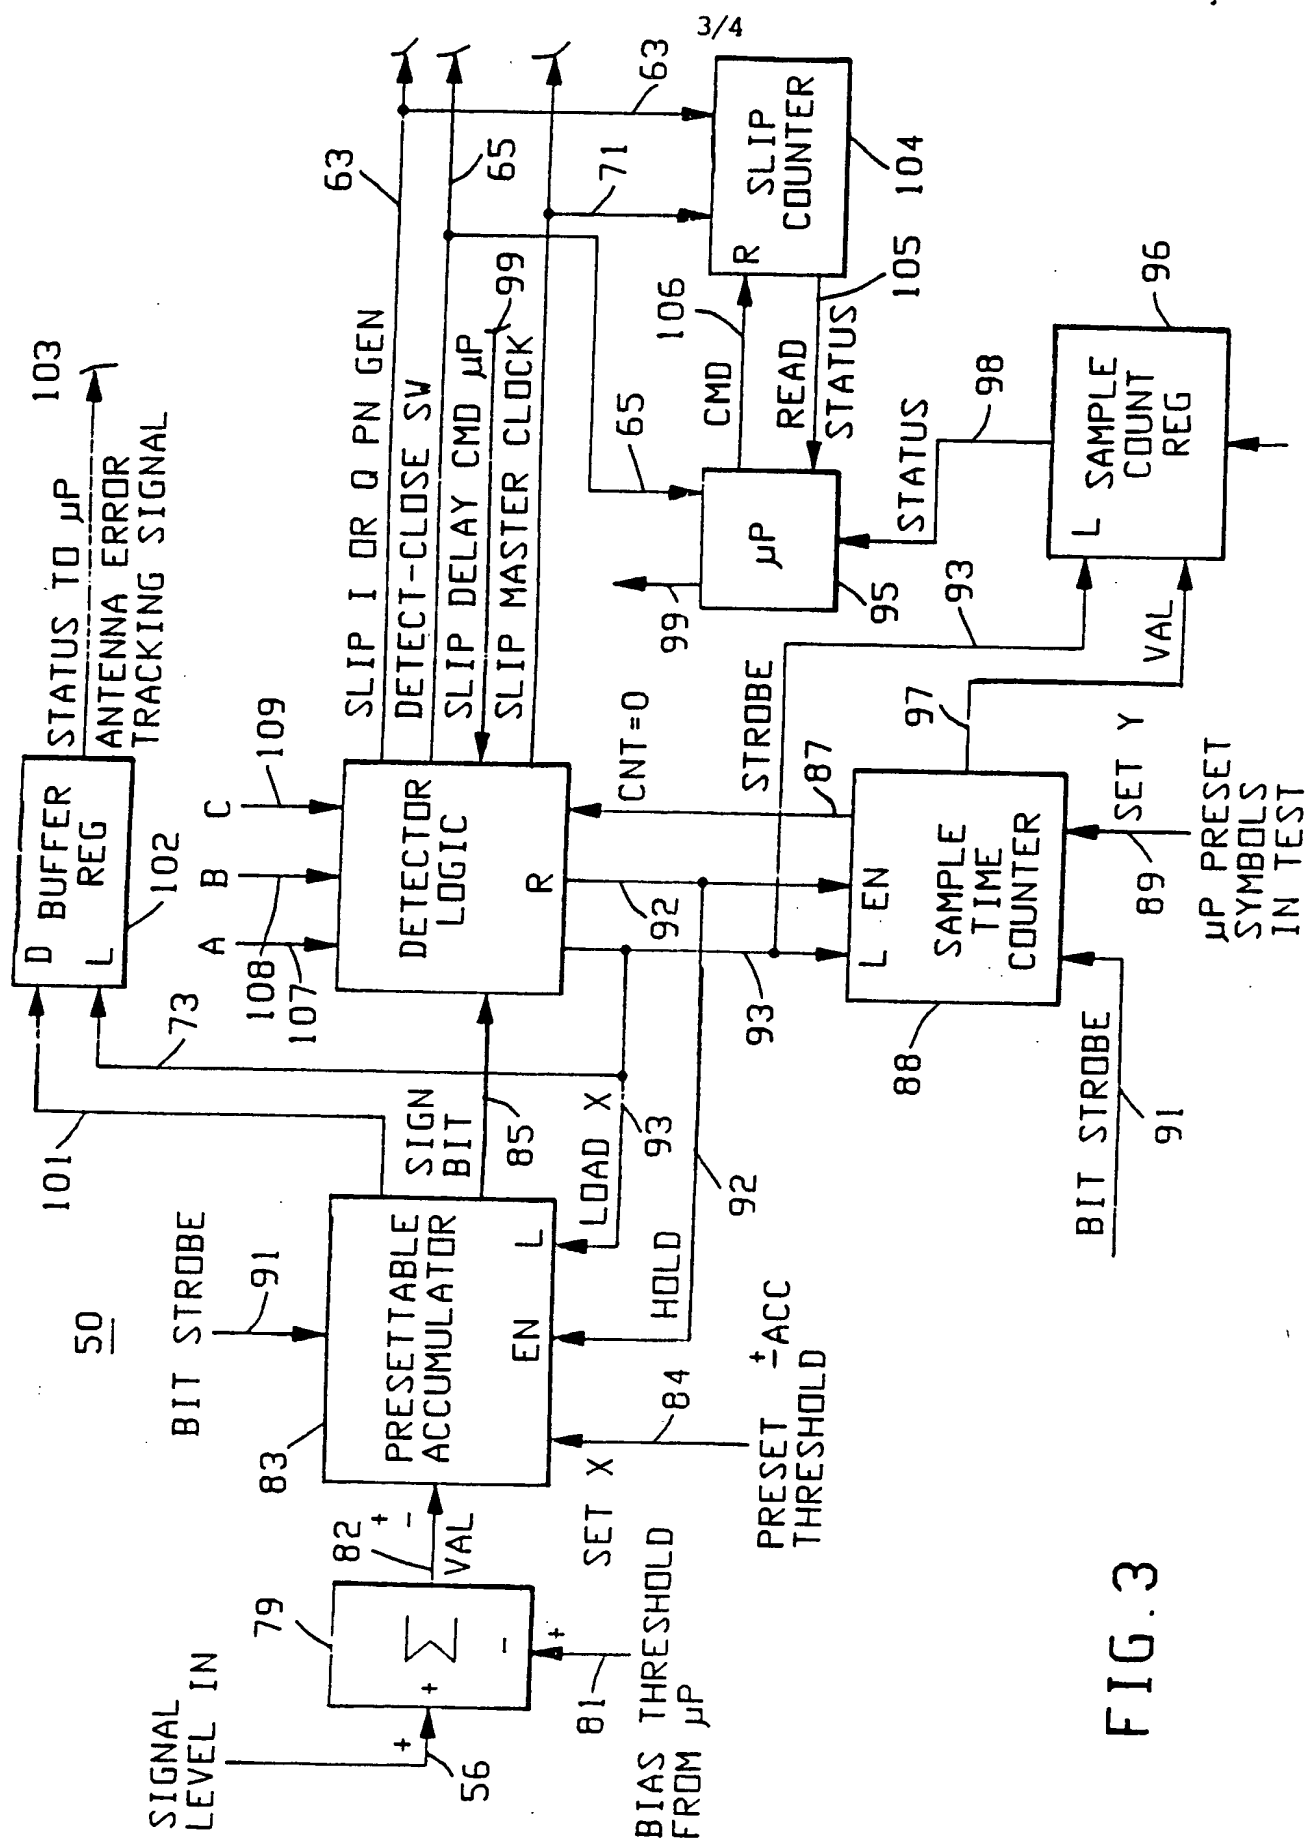 3/4
SIGNAL
LEVEL IN
56
+
+
Σ
-
79
81
+
BIAS THRESHOLD
FROM µP
82
+
-
VAL
50
BIT STROBE
91
83
PRESETTABLE
ACCUMULATOR
EN
L
SET X
84
PRESET ±ACC
THRESHOLD
HOLD
92
LOAD X
93
SIGN
BIT
85
101
73
D
L
BUFFER
REG
102
STATUS TO µP
ANTENNA ERROR
TRACKING SIGNAL
103
A
B
C
107
108
109
DETECTOR
LOGIC
R
SLIP I OR Q PN GEN
DETECT-CLOSE SW
SLIP DELAY CMD µP
SLIP MASTER CLOCK
63
65
99
71
63
SLIP
COUNTER
R
104
106
CMD
READ
STATUS
105
65
µP
95
99
STATUS
98
L
SAMPLE
COUNT
REG
96
VAL
93
STROBE
97
CNT=0
87
92
93
L
EN
SAMPLE
TIME
COUNTER
88
89
SET Y
µP PRESET
SYMBOLS
IN TEST
BIT STROBE
91
FIG.3